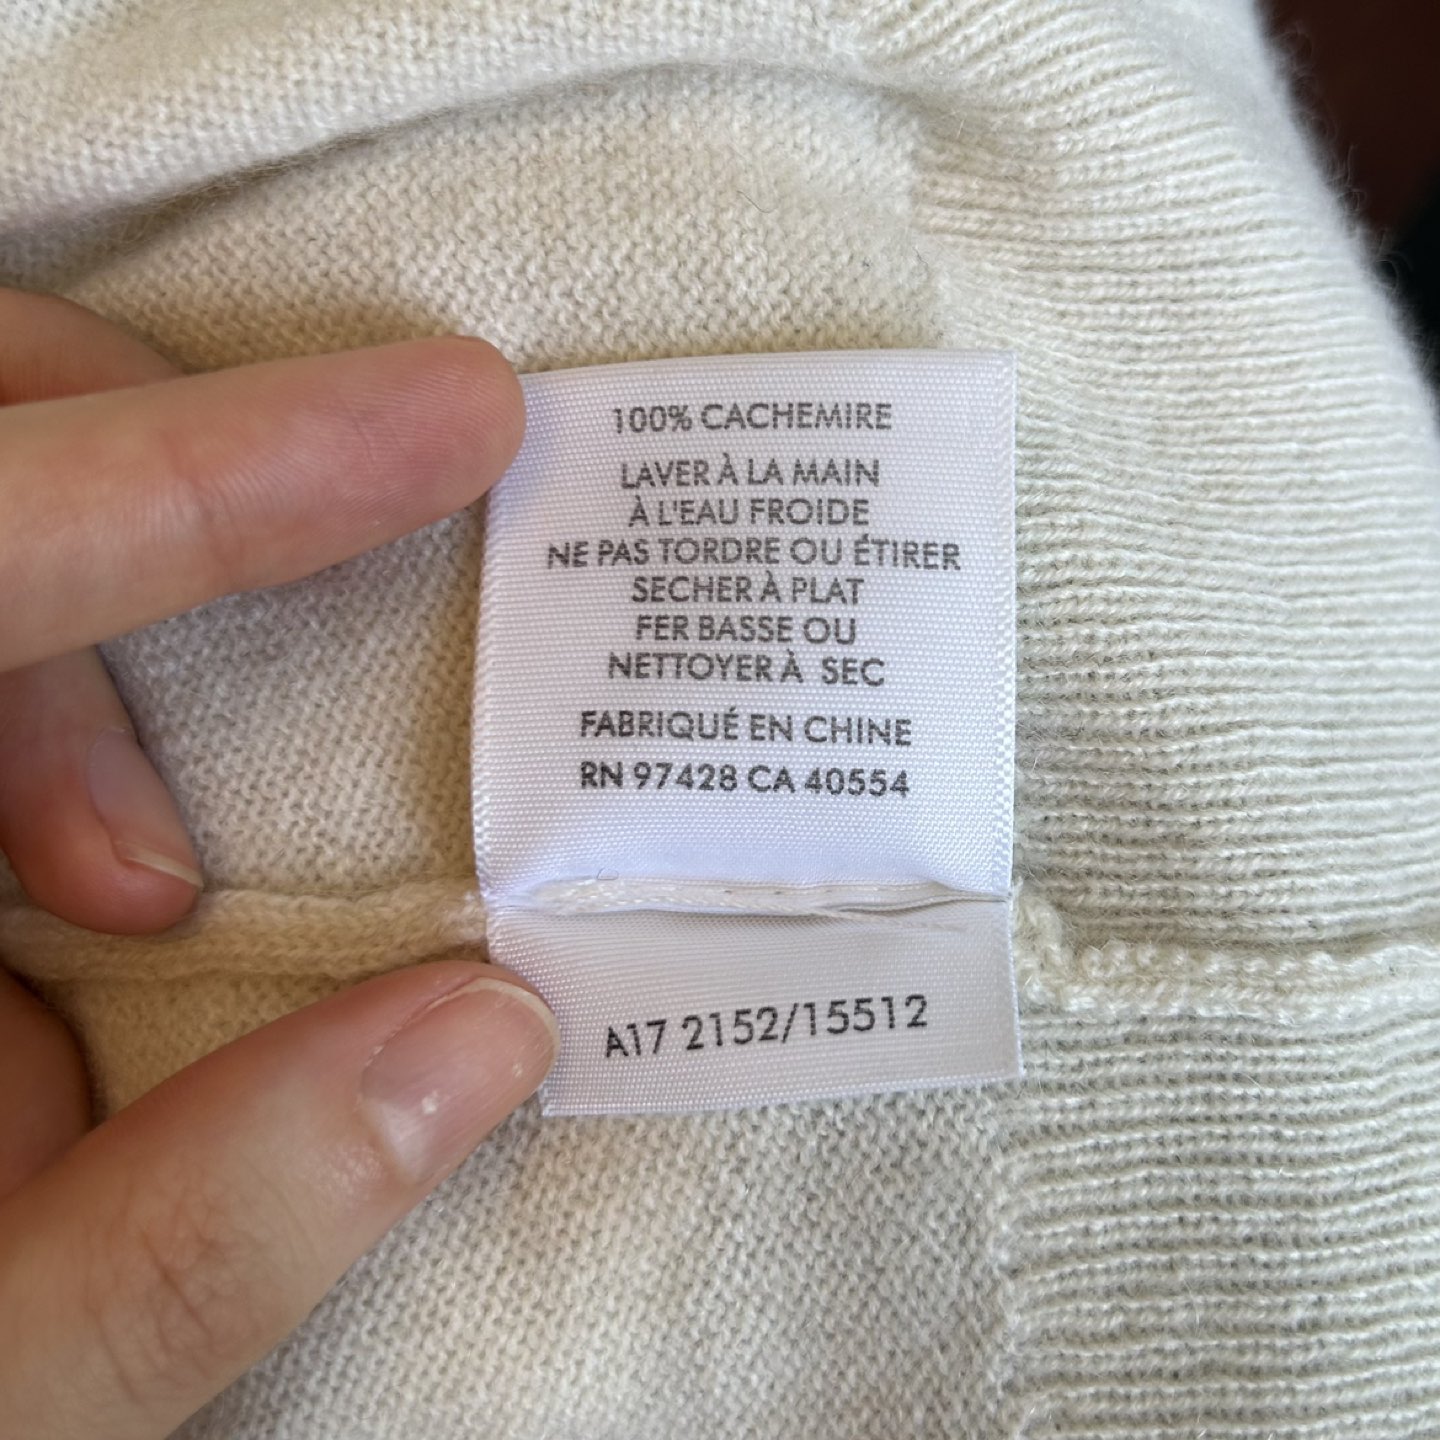 100% CACHEMIRE
LAVER À LA MAIN
À L'EAU FROIDE
NE PAS TORDRE OU ÉTIRER
SECHER À PLAT
FER BASSE OU
NETTOYER À SEC
FABRIQUÉ EN CHINE
RN 97428 CA 40554
A17 2152/15512